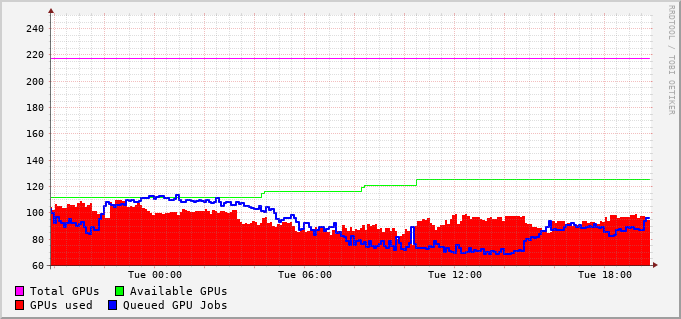 240
220
200
180
160
140
120
100
80
60
Tue 00:00 Tue 06:00 Tue 12:00 Tue 18:00
Total GPUs Available GPUs
GPUs used Queued GPU Jobs
RRDTOOL / TOBI OETIKER